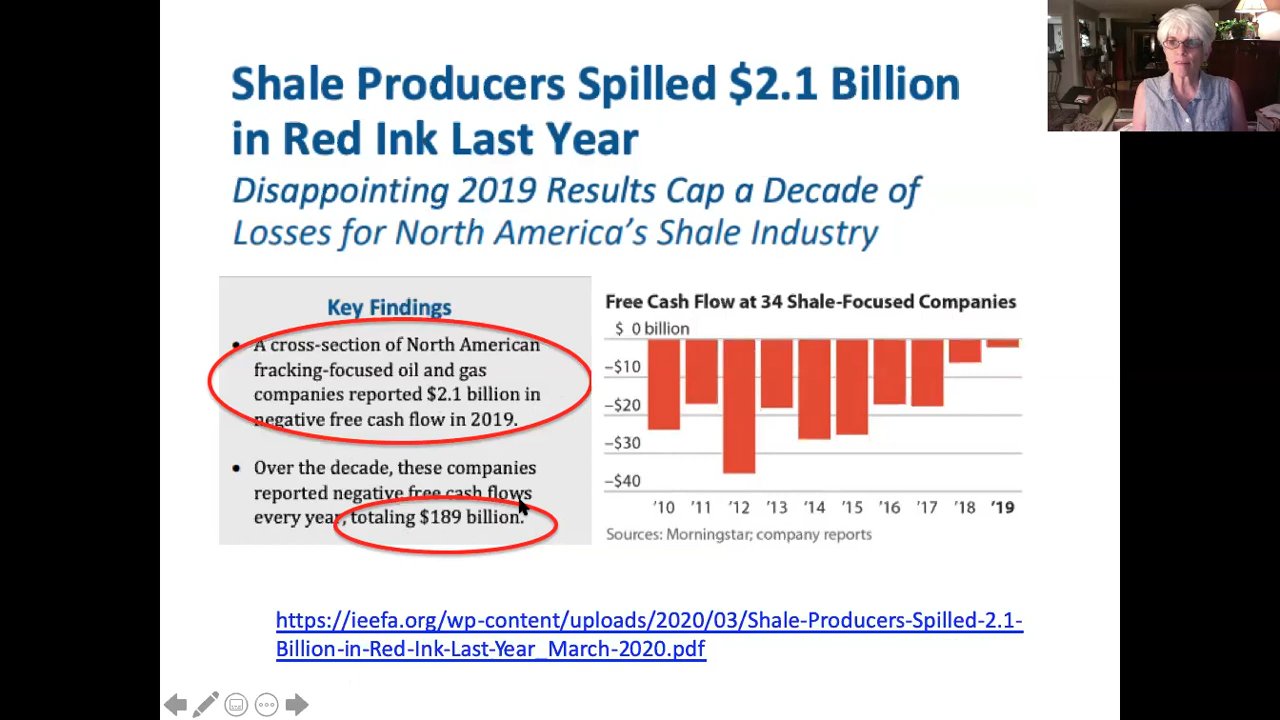 Shale Producers Spilled $2.1 Billion
in Red Ink Last Year
Disappointing 2019 Results Cap a Decade of
Losses for North America's Shale Industry
Key Findings
• A cross-section of North American
fracking-focused oil and gas
companies reported $2.1 billion in
negative free cash flow in 2019.
• Over the decade, these companies
reported negative free cash flows
every year, totaling $189 billion.
Free Cash Flow at 34 Shale-Focused Companies
$ 0 billion
–$10
–$20
–$30
–$40
'10 '11 '12 '13 '14 '15 '16 '17 '18 '19
Sources: Morningstar; company reports
https://ieefa.org/wp-content/uploads/2020/03/Shale-Producers-Spilled-2.1-
Billion-in-Red-Ink-Last-Year_March-2020.pdf